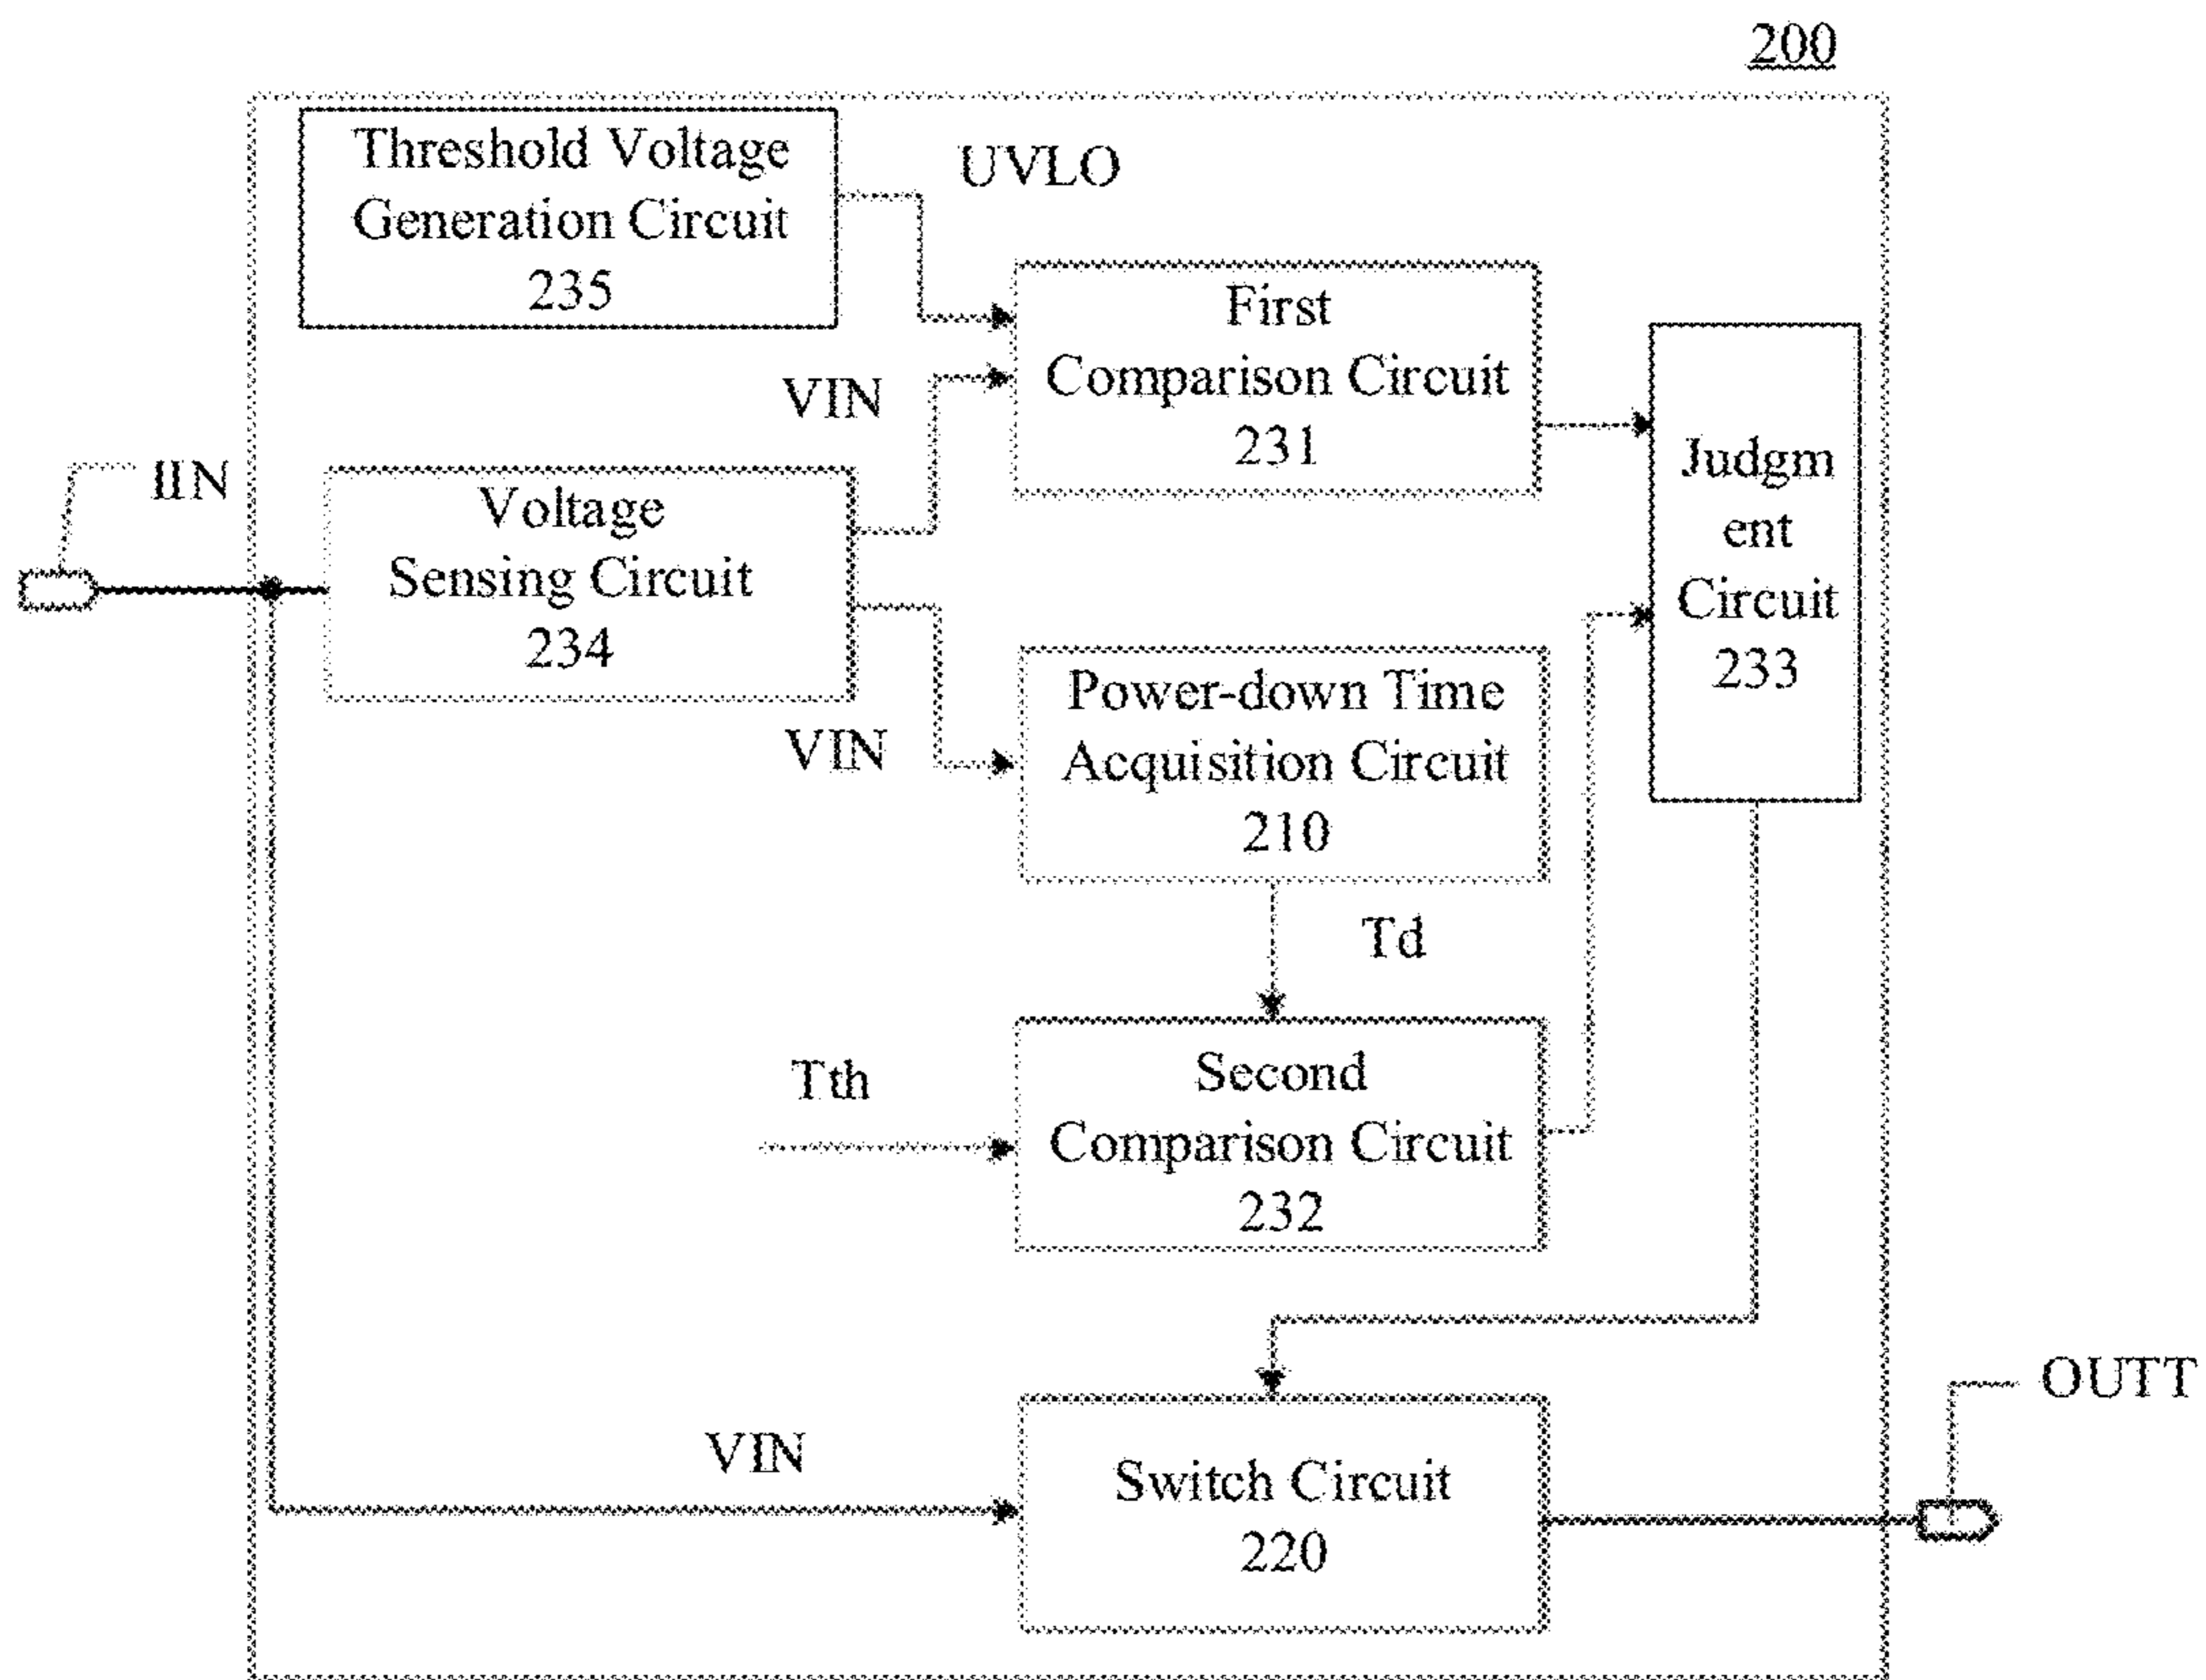 200
Threshold Voltage
Generation Circuit
235
UVLO
First
Comparison Circuit
231
VIN
IIN
Voltage
Sensing Circuit
234
Judgm
ent
Circuit
233
VIN
Power-down Time
Acquisition Circuit
210
Td
Tth
Second
Comparison Circuit
232
OUTT
VIN
Switch Circuit
220